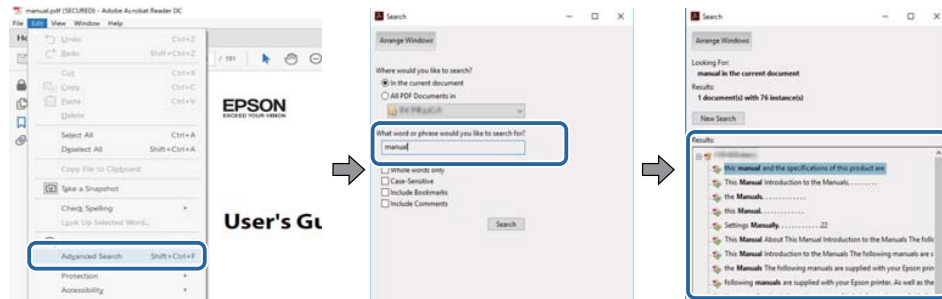 manual.pdf (SECURED) - Adobe Acrobat Reader DC
File Edit View Window Help
Undo Ctrl+Z
Redo Shift+Ctrl+Z
Cut Ctrl+X
Copy Ctrl+C
Paste Ctrl+V
Delete
Select All Ctrl+A
Deselect All Shift+Ctrl+A
Copy File to Clipboard
Take a Snapshot
Check Spelling
Look Up Selected Word...
Advanced Search Shift+Ctrl+F
Protection
Accessibility
/ 191
EPSON
EXCEED YOUR VISION
User's Gu
Search
Arrange Windows
Where would you like to search?
In the current document
All PDF Documents in
What word or phrase would you like to search for?
manual
Whole words only
Case-Sensitive
Include Bookmarks
Include Comments
Search
Search
Arrange Windows
Looking For:
manual in the current document
Results:
1 document(s) with 76 instance(s)
New Search
Results:
this manual and the specifications of this product are
This Manual Introduction to the Manuals.........
the Manuals.............
this Manual.............
Settings Manually.............22
This Manual About This Manual Introduction to the Manuals The follo
This Manual Introduction to the Manuals The following manuals are s
the Manuals The following manuals are supplied with your Epson prin
following manuals are supplied with your Epson printer. As well as the